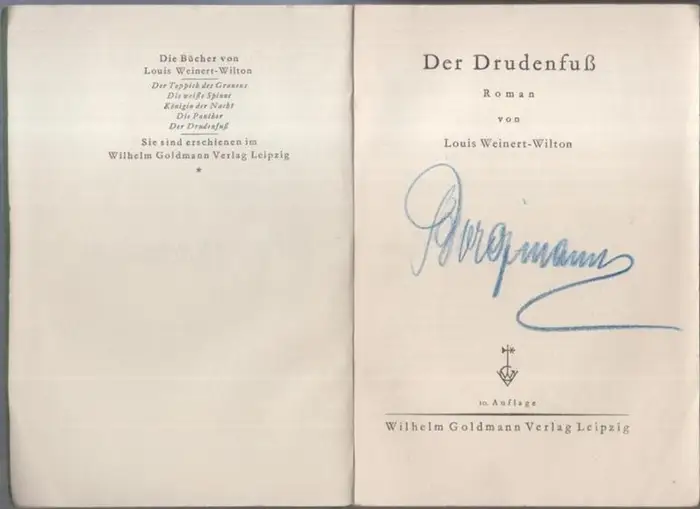 Die Bücher von
Louis Weinert-Wilton
Der Teppich des Grauens
Die weiße Spinne
Königin der Nacht
Die Panther
Der Drudenfuß
Sie sind erschienen im
Wilhelm Goldmann Verlag Leipzig
*
Der Drudenfuß
Roman
von
Louis Weinert-Wilton
Bergmann
10. Auflage
Wilhelm Goldmann Verlag Leipzig